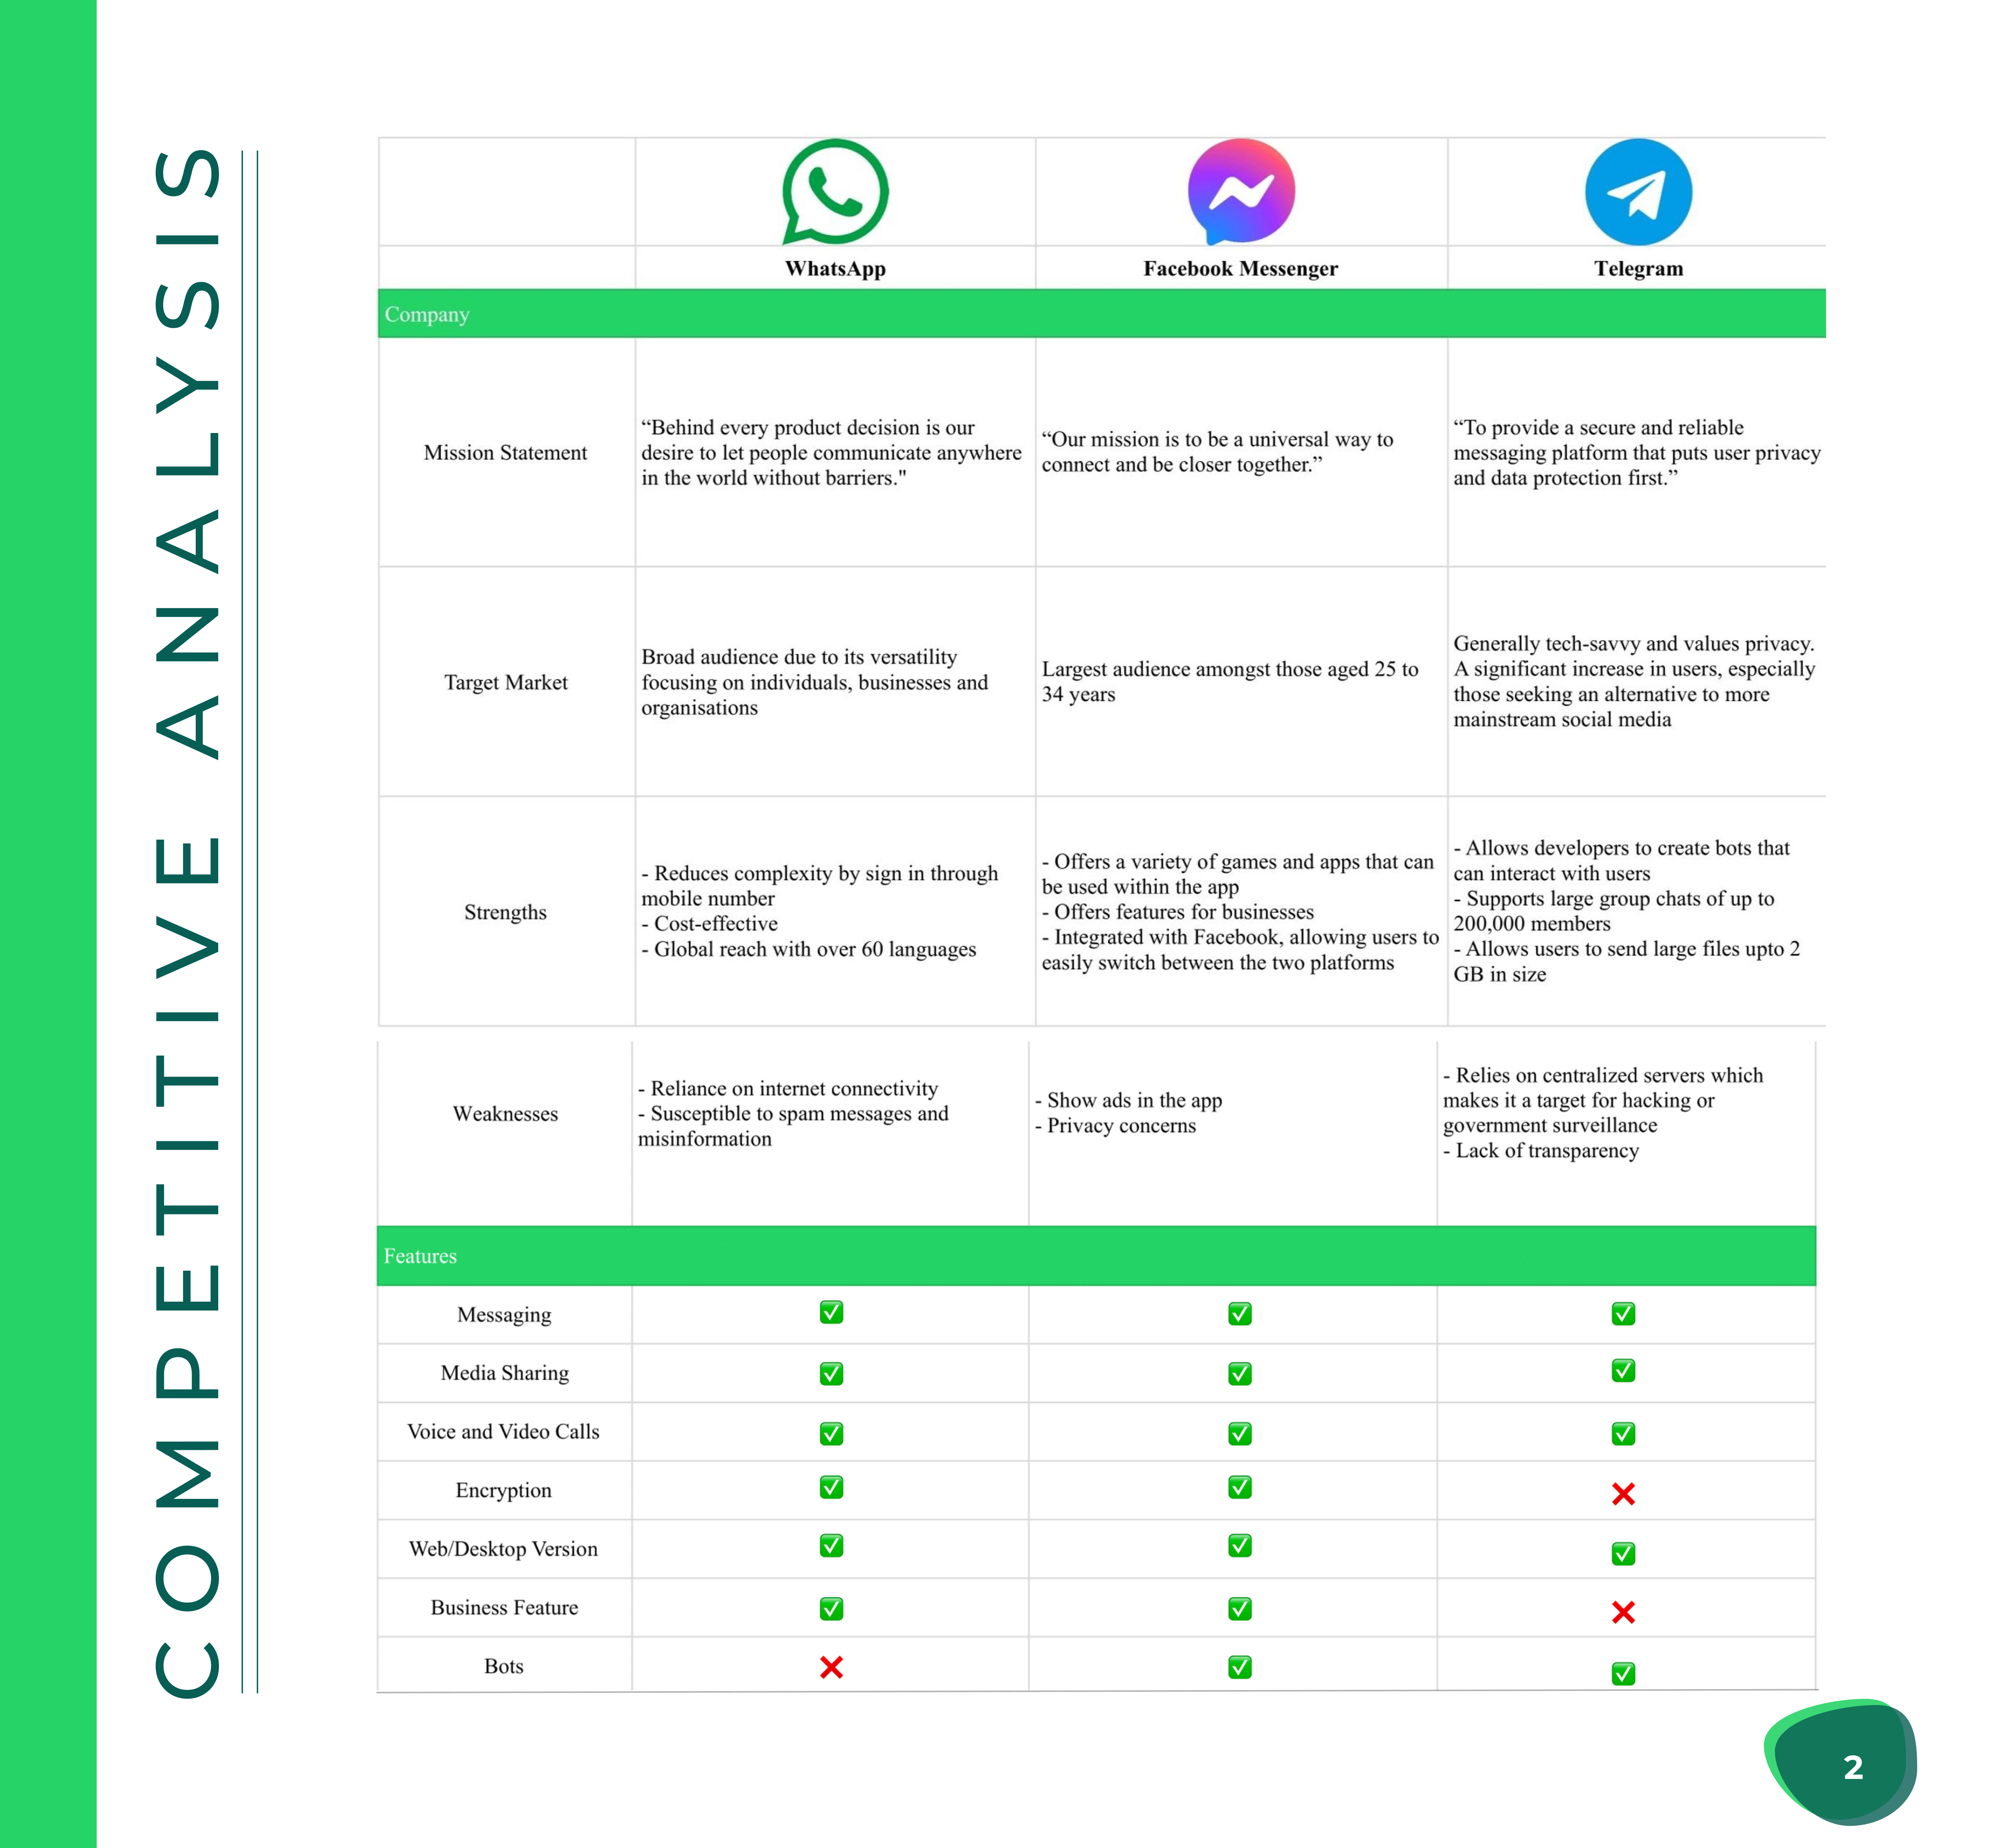 COMPETITIVE ANALYSIS
WhatsApp
Facebook Messenger
Telegram
Company
Mission Statement
“Behind every product decision is our
desire to let people communicate anywhere
in the world without barriers."
“Our mission is to be a universal way to
connect and be closer together.”
“To provide a secure and reliable
messaging platform that puts user privacy
and data protection first.”
Target Market
Broad audience due to its versatility
focusing on individuals, businesses and
organisations
Largest audience amongst those aged 25 to
34 years
Generally tech-savvy and values privacy.
A significant increase in users, especially
those seeking an alternative to more
mainstream social media
Strengths
- Reduces complexity by sign in through
mobile number
- Cost-effective
- Global reach with over 60 languages
- Offers a variety of games and apps that can
be used within the app
- Offers features for businesses
- Integrated with Facebook, allowing users to
easily switch between the two platforms
- Allows developers to create bots that
can interact with users
- Supports large group chats of up to
200,000 members
- Allows users to send large files upto 2
GB in size
Weaknesses
- Reliance on internet connectivity
- Susceptible to spam messages and
misinformation
- Show ads in the app
- Privacy concerns
- Relies on centralized servers which
makes it a target for hacking or
government surveillance
- Lack of transparency
Features
Messaging
Media Sharing
Voice and Video Calls
Encryption
Web/Desktop Version
Business Feature
Bots
2